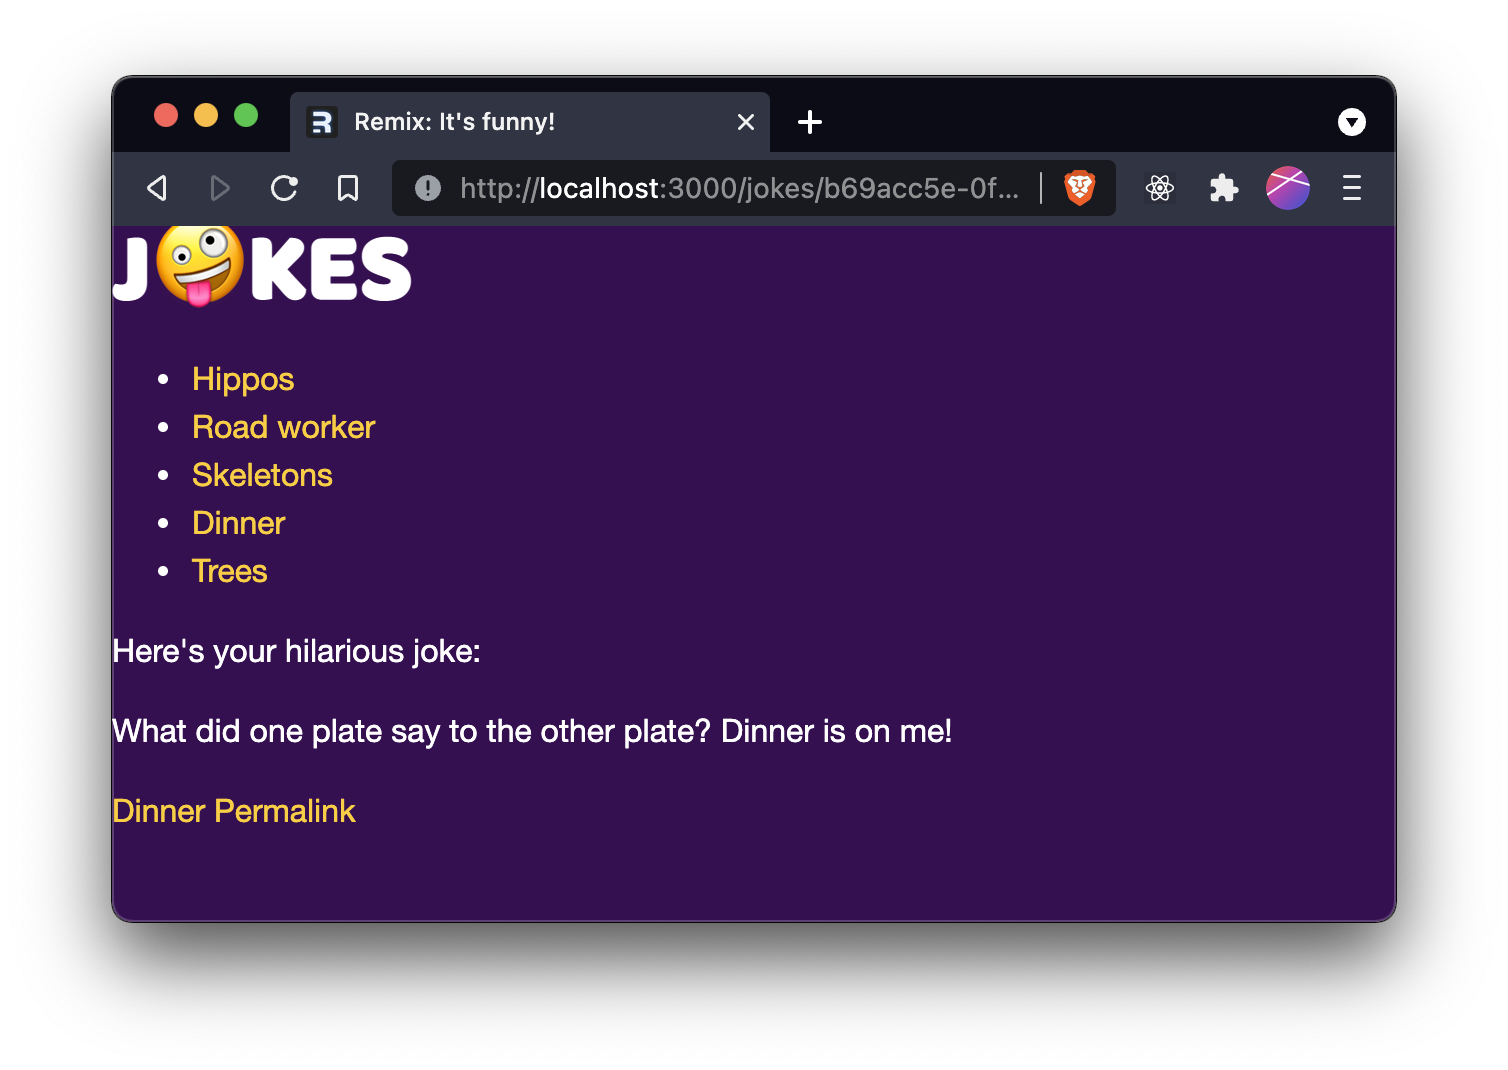 Remix: It's funny!
http://localhost:3000/jokes/b69acc5e-0f...
J🤪KES
Hippos
Road worker
Skeletons
Dinner
Trees
Here's your hilarious joke:
What did one plate say to the other plate? Dinner is on me!
Dinner Permalink